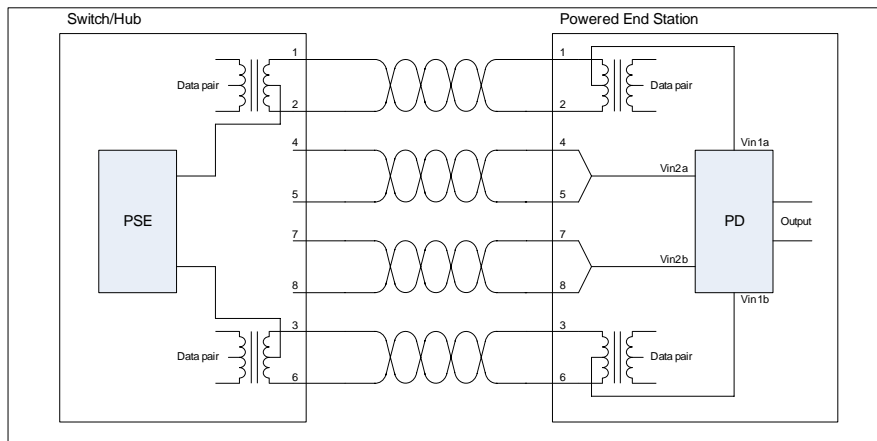 Switch/Hub
Powered End Station
1
1
Data pair
Data pair
2
2
Vin1a
4
4
Vin2a
5
5
PSE
PD
Output
7
7
Vin2b
8
8
Vin1b
3
3
Data pair
Data pair
6
6